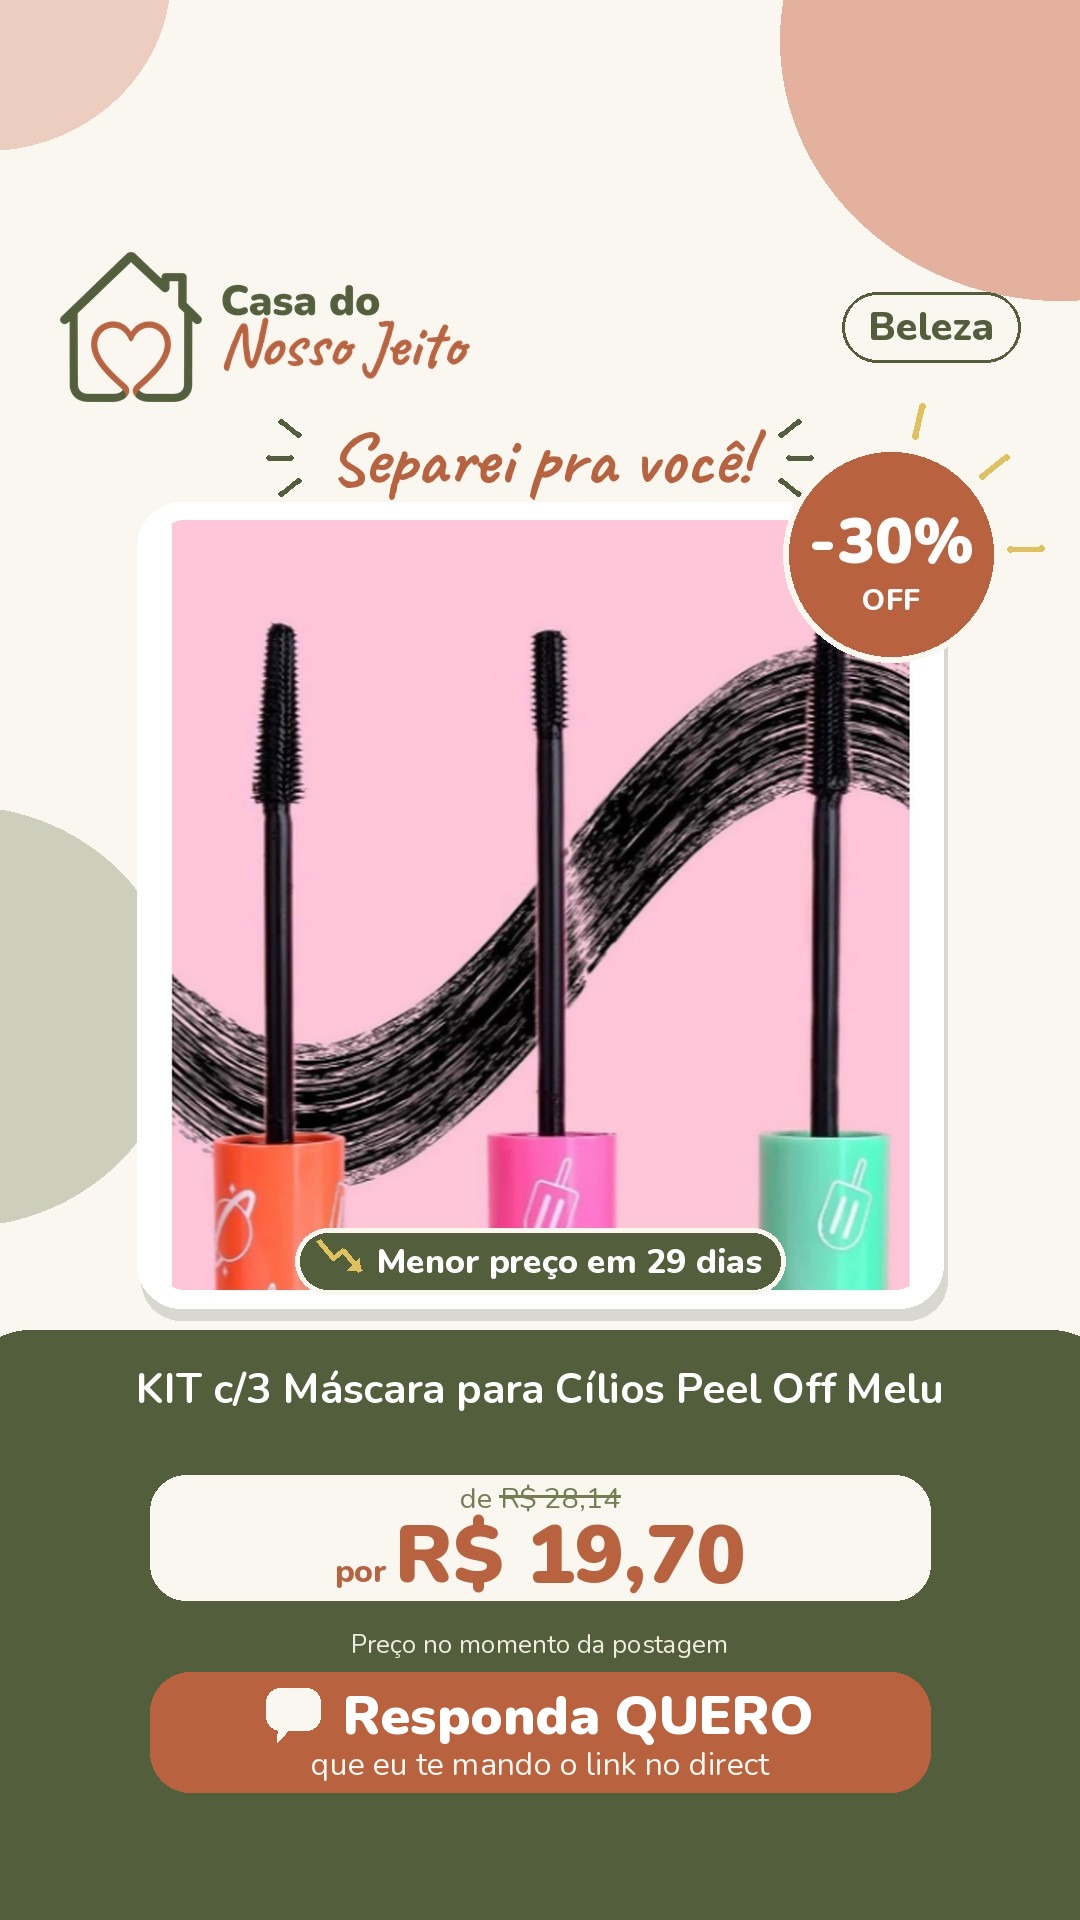 Casa do
Nosso Jeito
Beleza
Separei pra você!
-30%
OFF
Menor preço em 29 dias
KIT c/3 Máscara para Cílios Peel Off Melu
de R$ 28,14
por R$ 19,70
Preço no momento da postagem
Responda QUERO
que eu te mando o link no direct